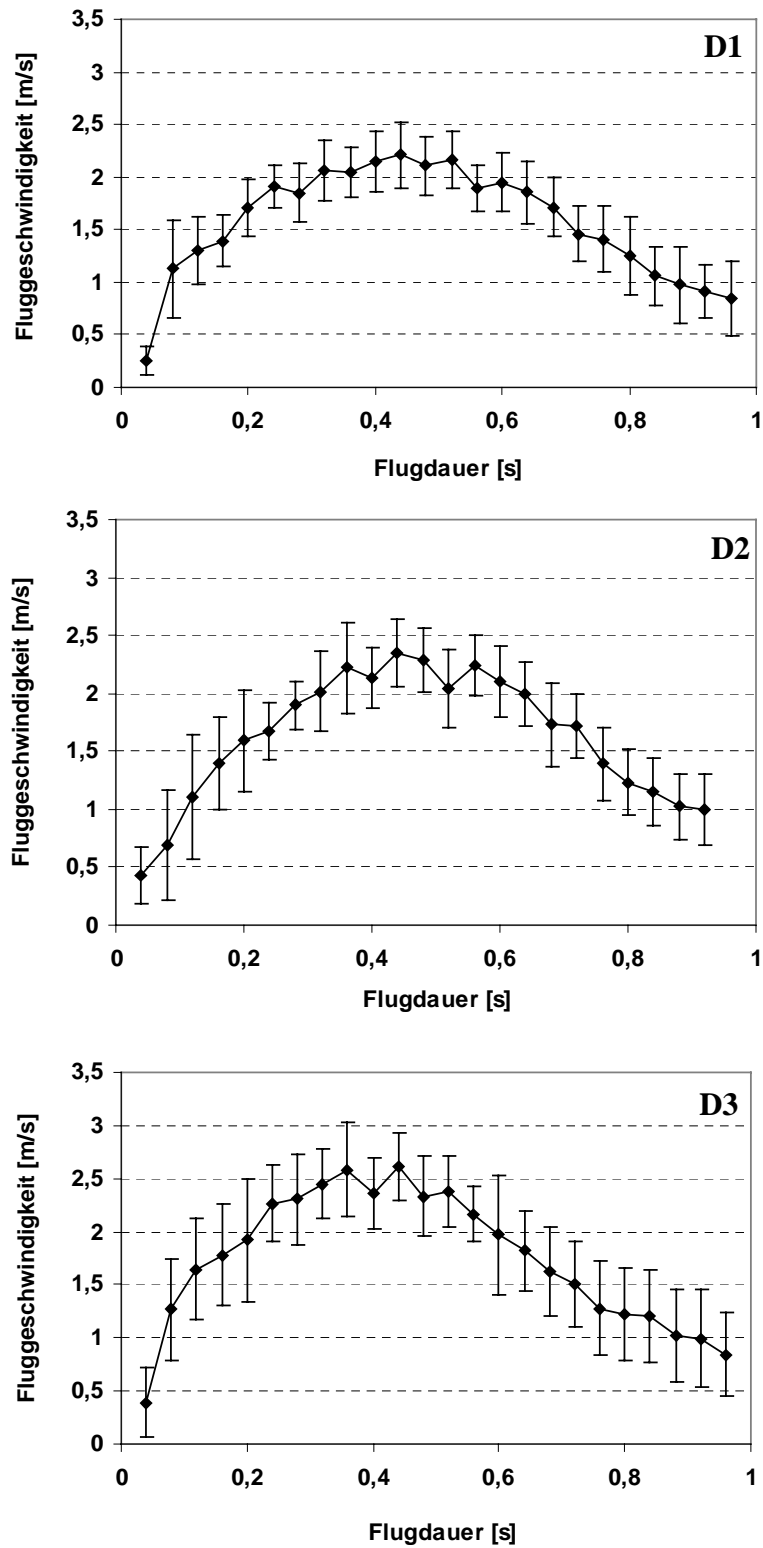 D1
Fluggeschwindigkeit [m/s]
3,5
3
2,5
2
1,5
1
0,5
0
0 0,2 0,4 0,6 0,8 1
Flugdauer [s]
D2
Fluggeschwindigkeit [m/s]
3,5
3
2,5
2
1,5
1
0,5
0
0 0,2 0,4 0,6 0,8 1
Flugdauer [s]
D3
Fluggeschwindigkeit [m/s]
3,5
3
2,5
2
1,5
1
0,5
0
0 0,2 0,4 0,6 0,8 1
Flugdauer [s]